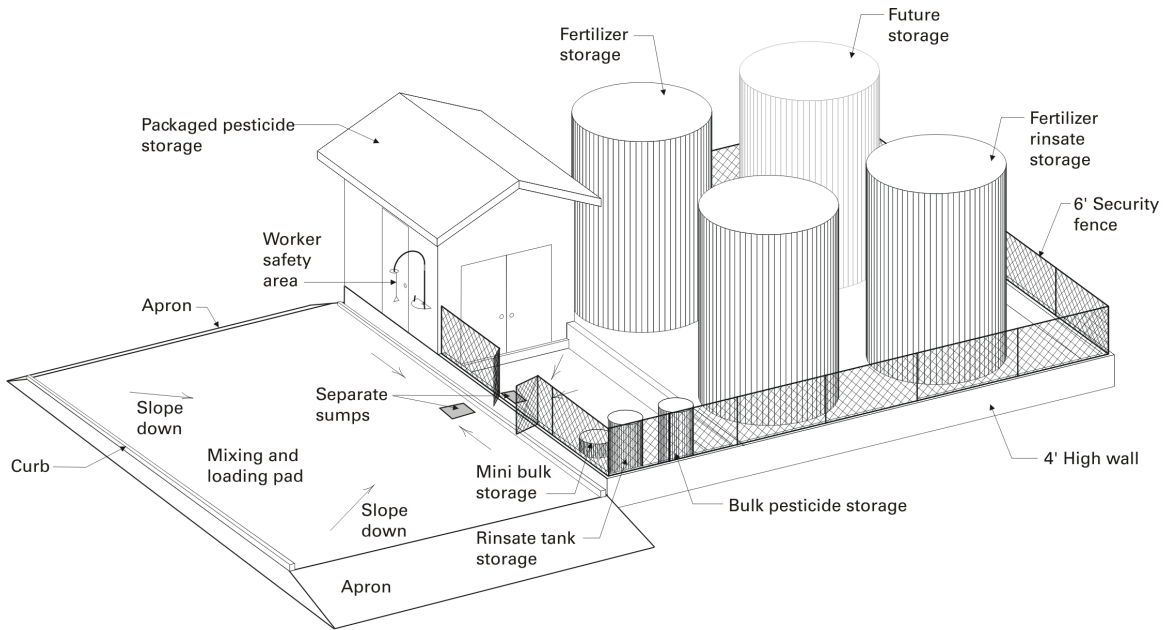 Future
storage
Fertilizer
storage
Packaged pesticide
storage
Fertilizer
rinsate
storage
6' Security
fence
Worker
safety
area
Apron
Separate
sumps
Slope
down
Curb
Mixing and
loading pad
Mini bulk
storage
4' High wall
Bulk pesticide storage
Slope
down
Rinsate tank
storage
Apron